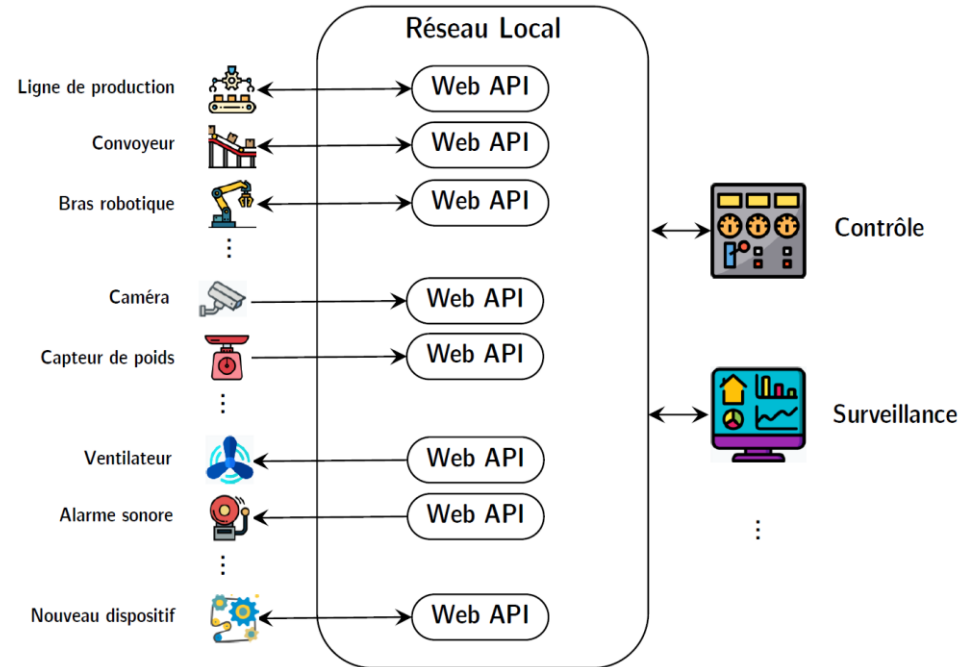 Réseau Local
Ligne de production
Web API
Convoyeur
Web API
Bras robotique
Web API
Contrôle
Caméra
Web API
Capteur de poids
Web API
Surveillance
Ventilateur
Web API
Alarme sonore
Web API
Nouveau dispositif
Web API